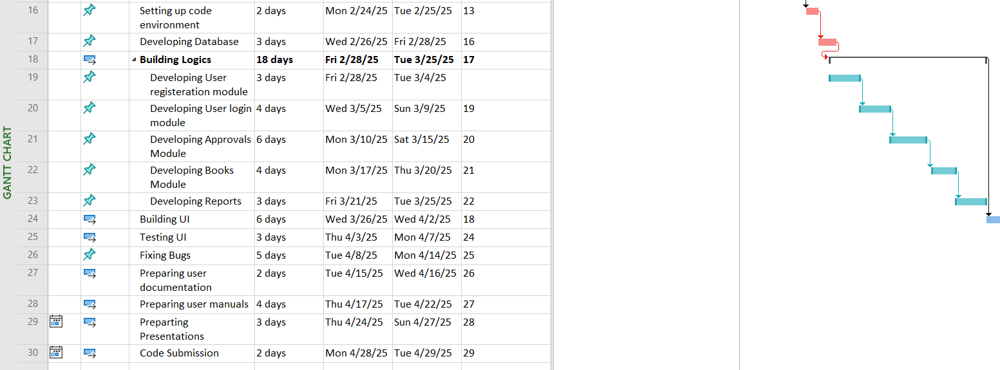 GANTT CHART
16 Setting up code 2 days Mon 2/24/25 Tue 2/25/25 13
environment
17 Developing Database 3 days Wed 2/26/25 Fri 2/28/25 16
18 Building Logics 18 days Fri 2/28/25 Tue 3/25/25 17
19 Developing User 3 days Fri 2/28/25 Tue 3/4/25
registeration module
20 Developing User login 4 days Wed 3/5/25 Sun 3/9/25 19
module
21 Developing Approvals 6 days Mon 3/10/25 Sat 3/15/25 20
Module
22 Developing Books 4 days Mon 3/17/25 Thu 3/20/25 21
Module
23 Developing Reports 3 days Fri 3/21/25 Tue 3/25/25 22
24 Building UI 6 days Wed 3/26/25 Wed 4/2/25 18
25 Testing UI 3 days Thu 4/3/25 Mon 4/7/25 24
26 Fixing Bugs 5 days Tue 4/8/25 Mon 4/14/25 25
27 Preparing user 2 days Tue 4/15/25 Wed 4/16/25 26
documentation
28 Preparing user manuals 4 days Thu 4/17/25 Tue 4/22/25 27
29 Preparting 3 days Thu 4/24/25 Sun 4/27/25 28
Presentations
30 Code Submission 2 days Mon 4/28/25 Tue 4/29/25 29